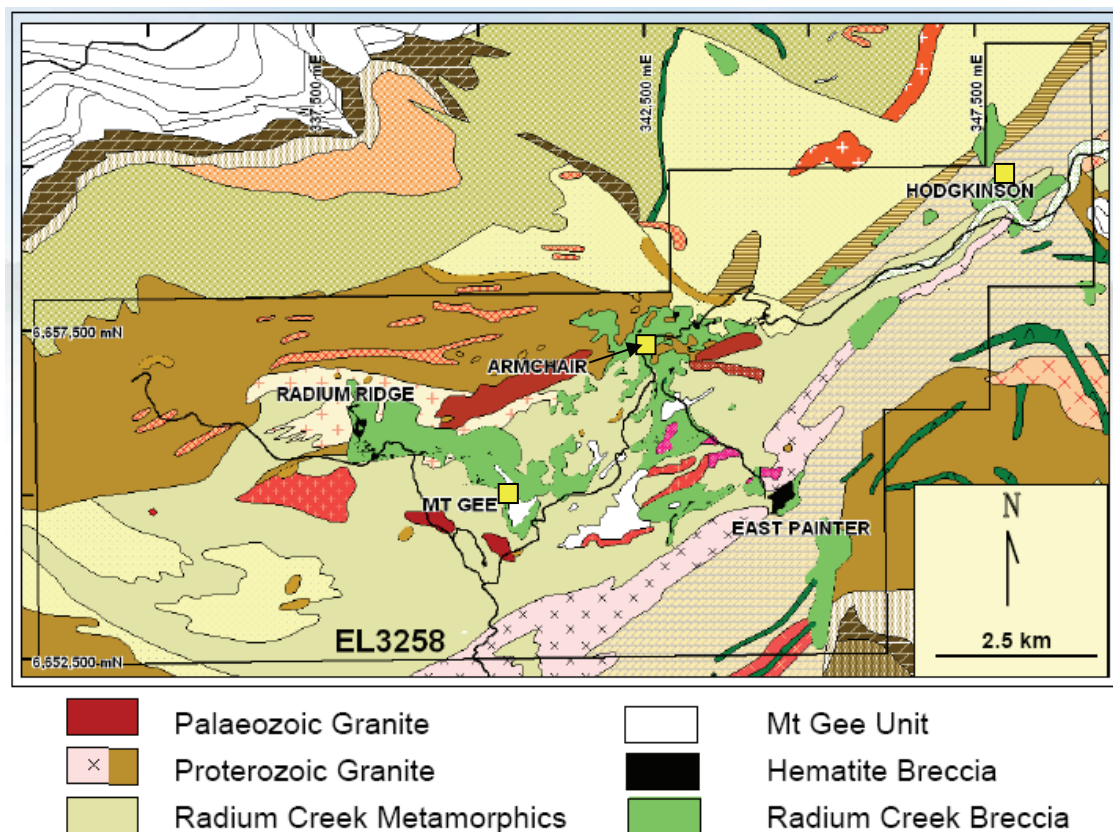 337,500 mE
342,500 mE
347,500 mE
HODGKINSON
6,657,500 mN
ARMCHAIR
RADIUM RIDGE
MT GEE
EAST PAINTER
N
EL3258
2.5 km
6,652,500 mN
Palaeozoic Granite
Mt Gee Unit
Proterozoic Granite
Hematite Breccia
Radium Creek Metamorphics
Radium Creek Breccia